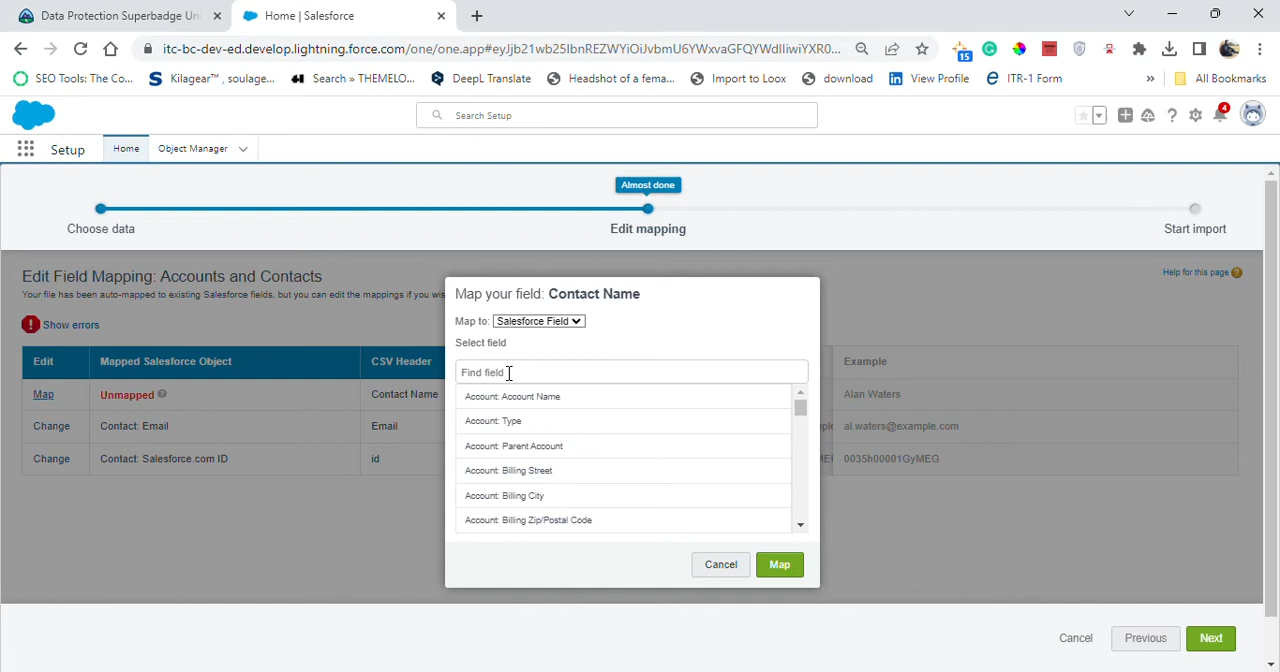 Data Protection Superbadge Un
Home | Salesforce
itc-bc-dev-ed.develop.lightning.force.com/one/one.app#eyJjb21wb25lbnREZWYiOiJvbmU6YWxvaGFQYWdlIiwiYXR0...
15
SEO Tools: The Co...
Kilagear™, soulage...
Search » THEMELO...
DeepL Translate
Headshot of a fema...
Import to Loox
download
View Profile
ITR-1 Form
»
All Bookmarks
Search Setup
4
Setup
Home
Object Manager
Almost done
Choose data
Edit mapping
Start import
Edit Field Mapping: Accounts and Contacts
Help for this page
Your file has been auto-mapped to existing Salesforce fields, but you can edit the mappings if you wis
Show errors
Edit Mapped Salesforce Object CSV Header Example
Map Unmapped Contact Name Alan Waters
Change Contact: Email Email al.waters@example.com
Change Contact: Salesforce.com ID id 0035h00001GyMEG
Map your field: Contact Name
Map to: Salesforce Field
Select field
Find field
Account: Account Name
Account: Type
Account: Parent Account
Account: Billing Street
Account: Billing City
Account: Billing Zip/Postal Code
Cancel
Map
Cancel
Previous
Next